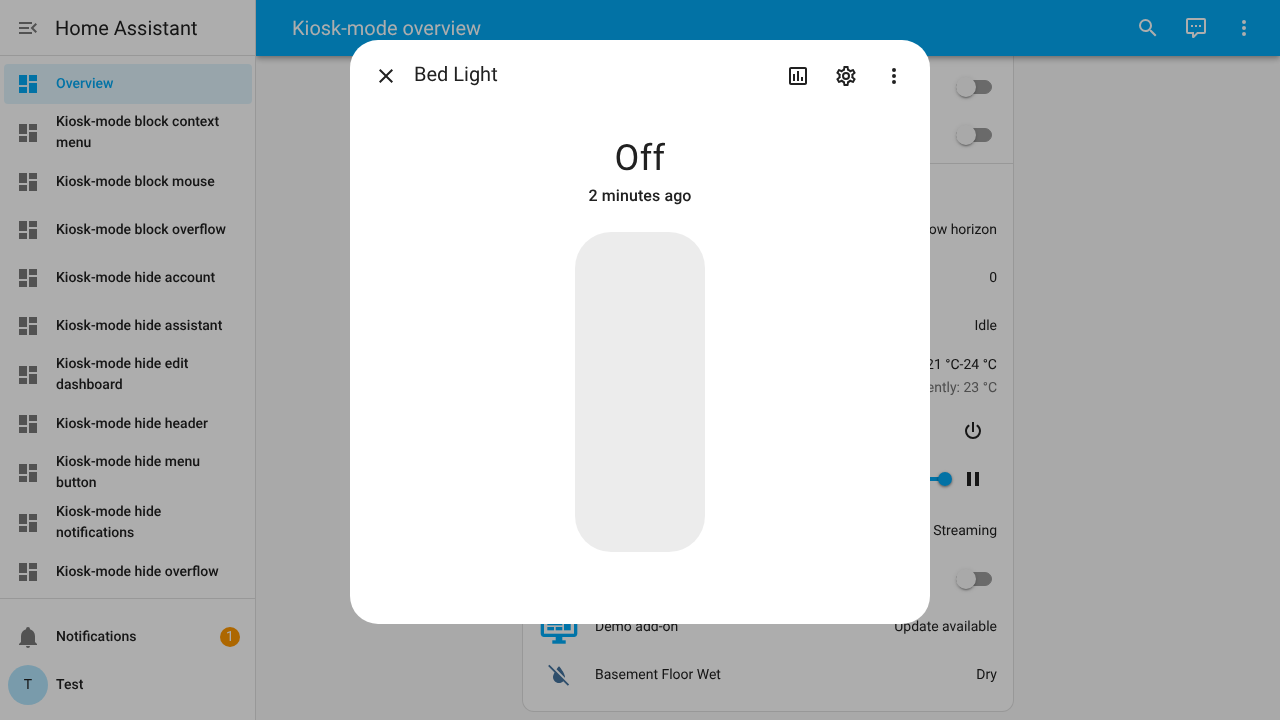 Home Assistant
Kiosk-mode overview
Overview
Kiosk-mode block context
menu
Kiosk-mode block mouse
Kiosk-mode block overflow
Kiosk-mode hide account
Kiosk-mode hide assistant
Kiosk-mode hide edit
dashboard
Kiosk-mode hide header
Kiosk-mode hide menu
button
Kiosk-mode hide
notifications
Kiosk-mode hide overflow
Notifications
1
T
Test
Bed Light
Off
2 minutes ago
horizon
0
Idle
21 °C-24 °C
23 °C
Streaming
Demo add-on
Update available
Basement Floor Wet
Dry